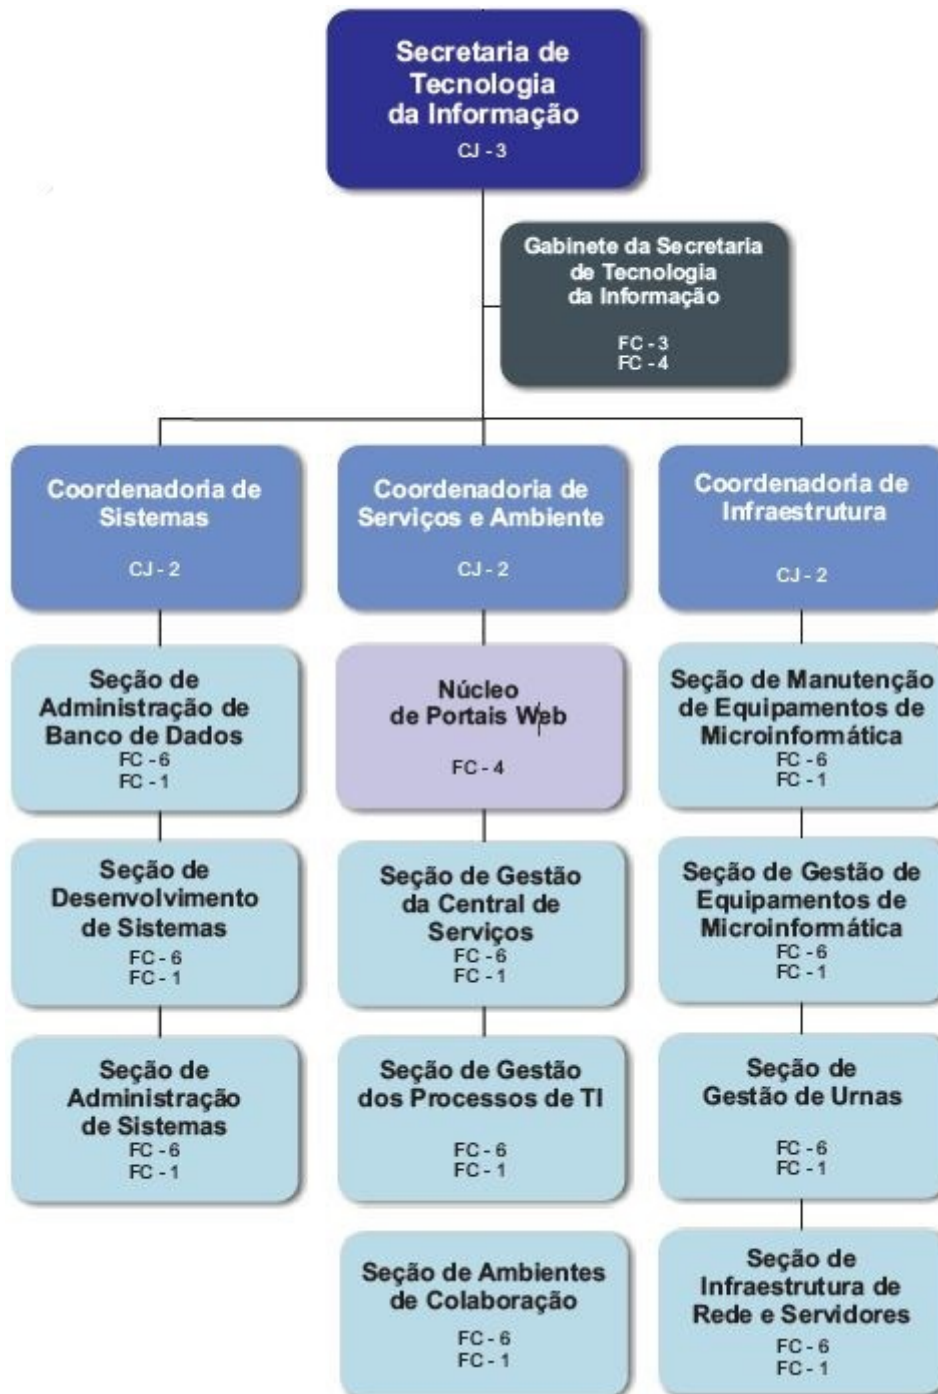 Secretaria de
Tecnologia
da Informação
CJ - 3
Gabinete da Secretaria
de Tecnologia
da Informação
FC - 3
FC - 4
Coordenadoria de
Sistemas
CJ - 2
Coordenadoria de
Serviços e Ambiente
CJ - 2
Coordenadoria de
Infraestrutura
CJ - 2
Seção de
Administração de
Banco de Dados
FC - 6
FC - 1
Núcleo
de Portais Web
FC - 4
Seção de Manutenção
de Equipamentos de
Microinformática
FC - 6
FC - 1
Seção de
Desenvolvimento
de Sistemas
FC - 6
FC - 1
Seção de Gestão
da Central de
Serviços
FC - 6
FC - 1
Seção de Gestão de
Equipamentos de
Microinformática
FC - 6
FC - 1
Seção de
Administração
de Sistemas
FC - 6
FC - 1
Seção de Gestão
dos Processos de TI
FC - 6
FC - 1
Seção de
Gestão de Urnas
FC - 6
FC - 1
Seção de Ambientes
de Colaboração
FC - 6
FC - 1
Seção de
Infraestrutura de
Rede e Servidores
FC - 6
FC - 1